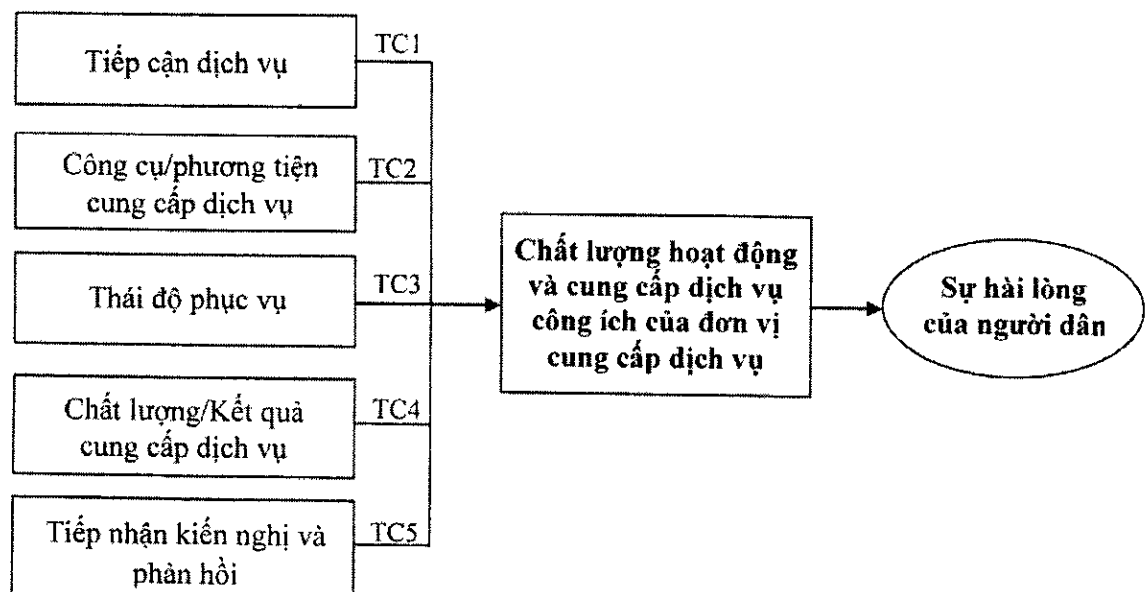 Tiếp cận dịch vụ
TC1
Công cụ/phương tiện
cung cấp dịch vụ
TC2
Thái độ phục vụ
TC3
Chất lượng/Kết quả
cung cấp dịch vụ
TC4
Tiếp nhận kiến nghị và
phản hồi
TC5
Chất lượng hoạt động
và cung cấp dịch vụ
công ích của đơn vị
cung cấp dịch vụ
Sự hài lòng
của người dân